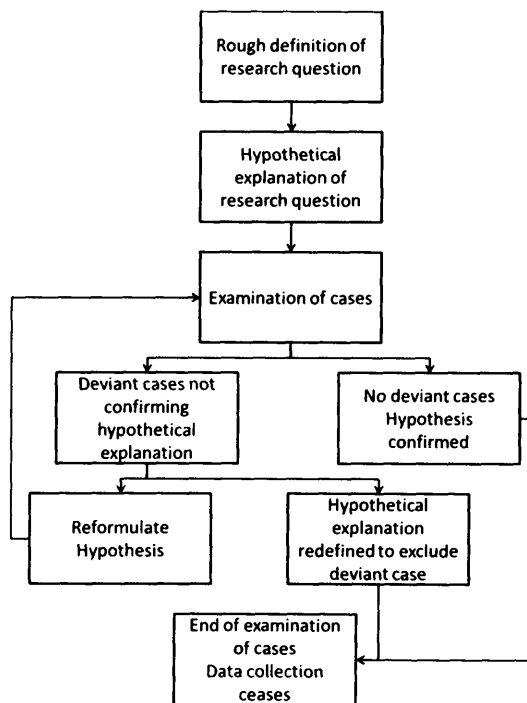 Rough definition of
research question
Hypothetical
explanation of
research question
Examination of cases
Deviant cases not
confirming
hypothetical
explanation
No deviant cases
Hypothesis
confirmed
Reformulate
Hypothesis
Hypothetical
explanation
redefined to exclude
deviant case
End of examination
of cases
Data collection
ceases